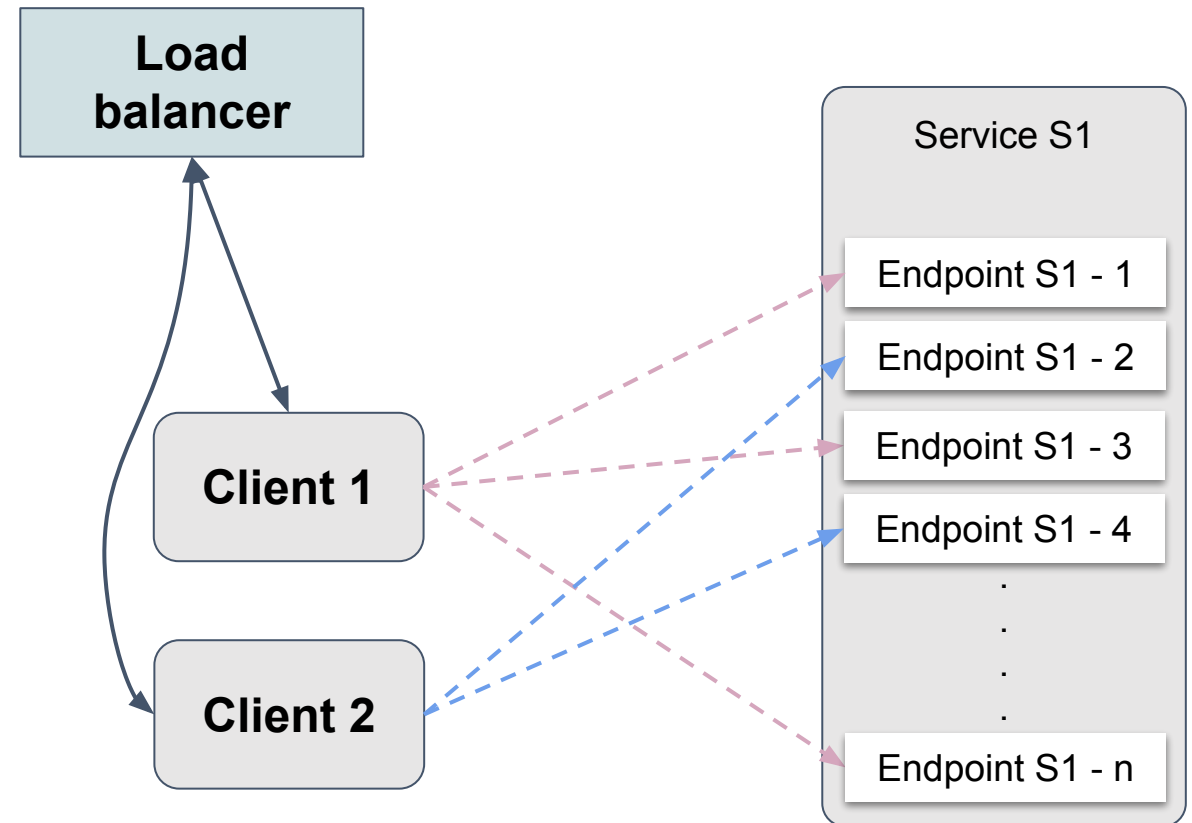 Load
balancer
Service S1
Endpoint S1 - 1
Endpoint S1 - 2
Endpoint S1 - 3
Endpoint S1 - 4
.
.
.
.
Endpoint S1 - n
Client 1
Client 2